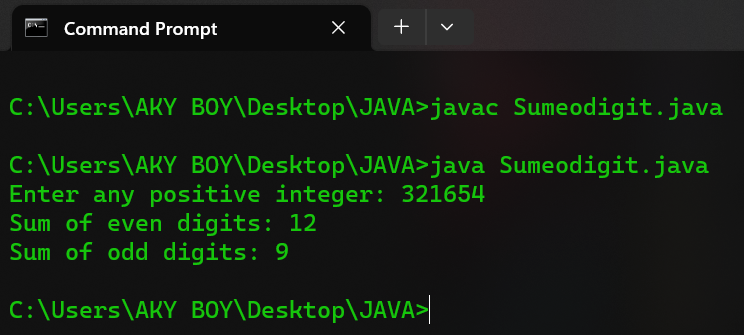 Command Prompt
C:\Users\AKY BOY\Desktop\JAVA>javac Sumeodigit.java
C:\Users\AKY BOY\Desktop\JAVA>java Sumeodigit.java
Enter any positive integer: 321654
Sum of even digits: 12
Sum of odd digits: 9
C:\Users\AKY BOY\Desktop\JAVA>